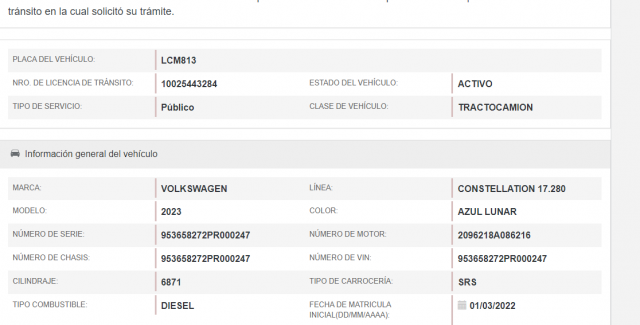 tránsito en la cual solicitó su trámite.
PLACA DEL VEHÍCULO: LCM813
NRO. DE LICENCIA DE TRÁNSITO: 10025443284 ESTADO DEL VEHÍCULO: ACTIVO
TIPO DE SERVICIO: Público CLASE DE VEHÍCULO: TRACTOCAMION
Información general del vehículo
MARCA: VOLKSWAGEN LÍNEA: CONSTELLATION 17.280
MODELO: 2023 COLOR: AZUL LUNAR
NÚMERO DE SERIE: 953658272PR000247 NÚMERO DE MOTOR: 2096218A086216
NÚMERO DE CHASIS: 953658272PR000247 NÚMERO DE VIN: 953658272PR000247
CILINDRAJE: 6871 TIPO DE CARROCERÍA: SRS
TIPO COMBUSTIBLE: DIESEL FECHA DE MATRICULA 01/03/2022
INICIAL(DD/MM/AAAA):